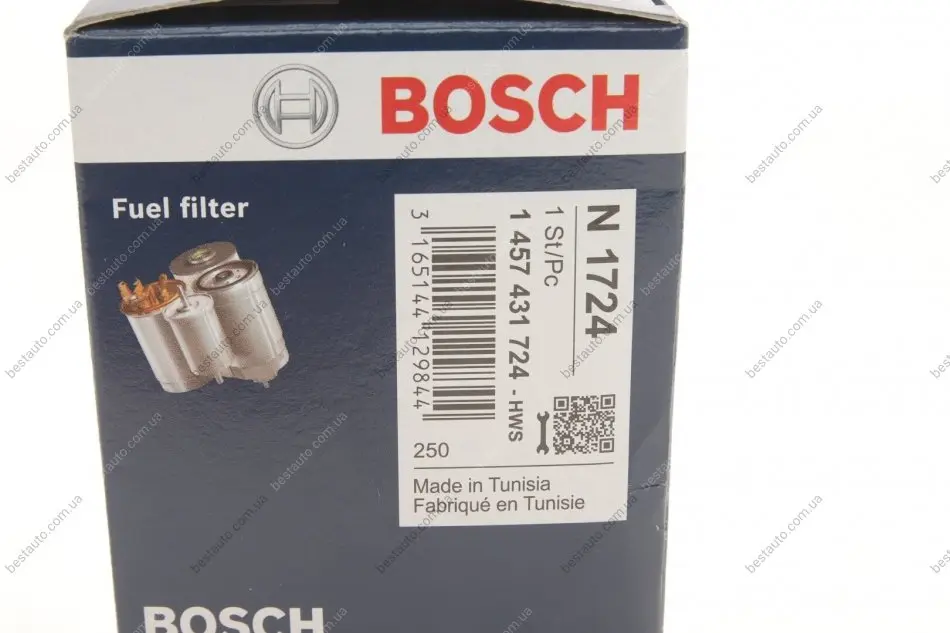 BOSCH
Fuel filter
N 1724
1 St/Pc
1 457 431 724 - HWS
3 165144 129844
250
Made in Tunisia
Fabriqué en Tunisie
BOSCH
bestauto.com.ua